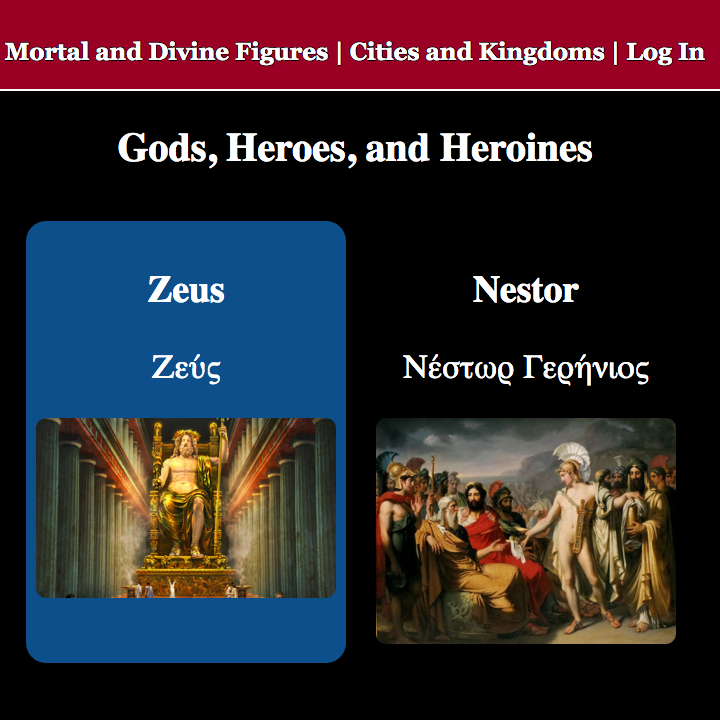 Mortal and Divine Figures | Cities and Kingdoms | Log In
Gods, Heroes, and Heroines
Zeus
Ζεύς
Nestor
Νέστωρ Γερήνιος